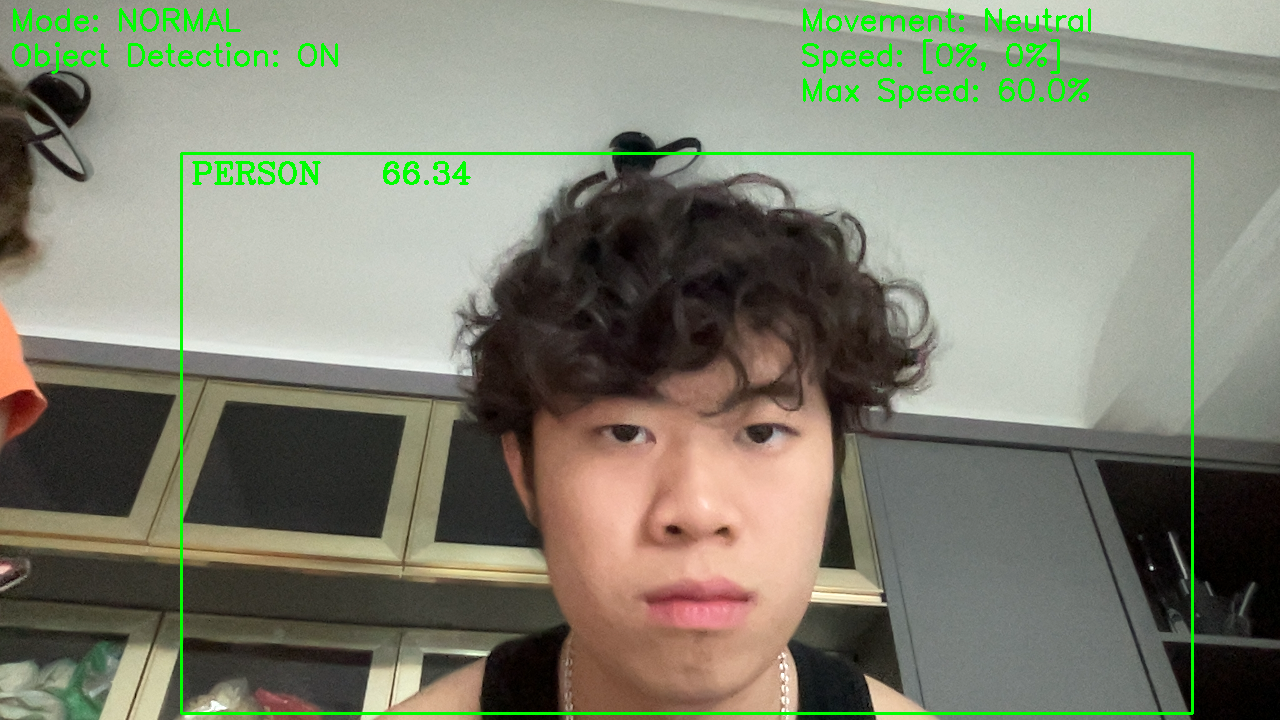 Mode: NORMAL
Object Detection: ON
Movement: Neutral
Speed: [0%, 0%]
Max Speed: 60.0%
PERSON 66.34